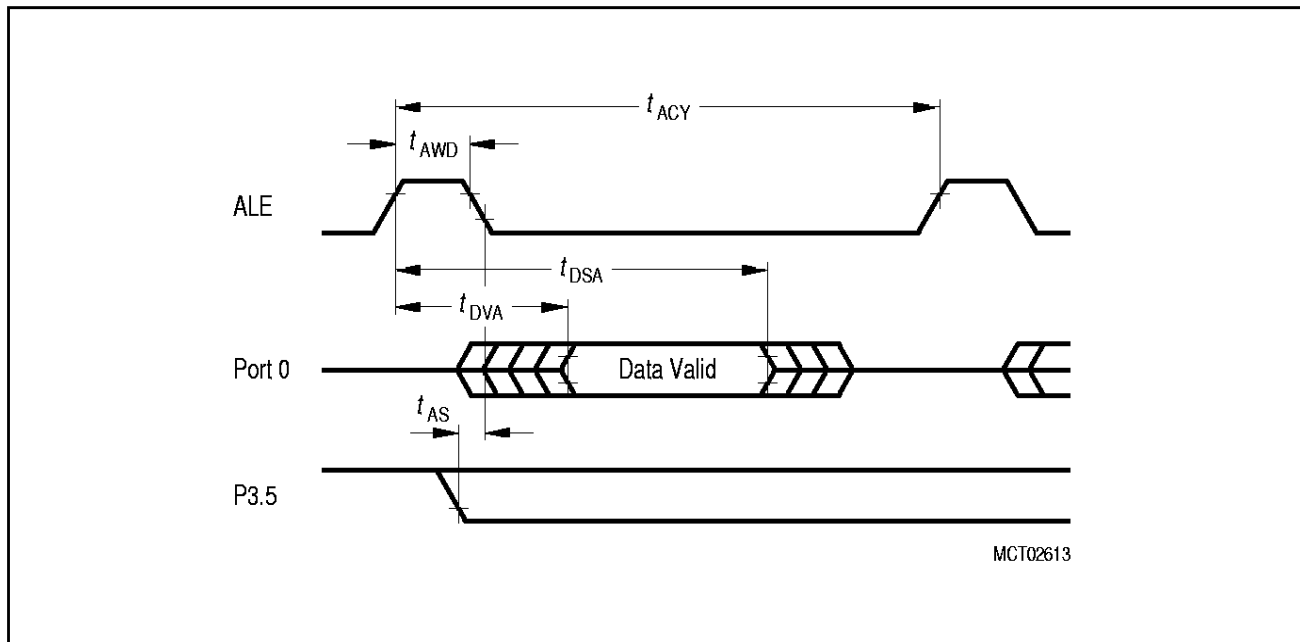 t ACY
t AWD
ALE
t DSA
t DVA
Port 0
Data Valid
t AS
P3.5
MCT02613